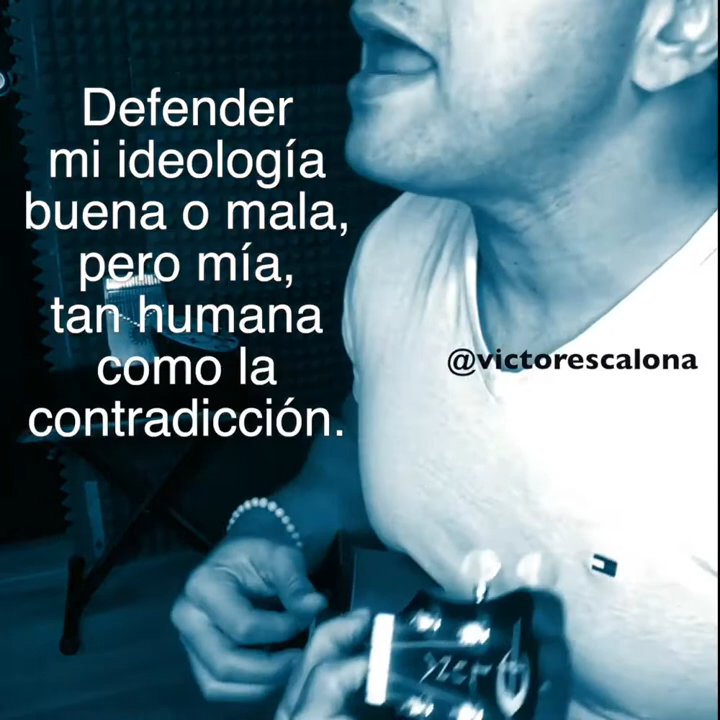 Defender
mi ideología
buena o mala,
pero mía,
tan humana
como la
contradicción.
@victorescalona